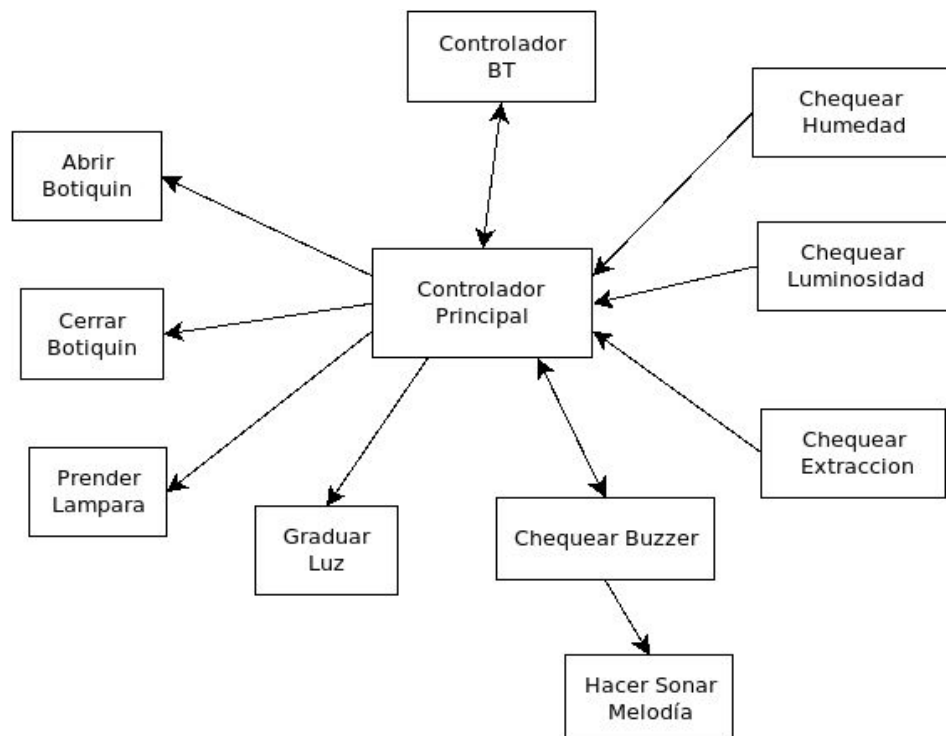 Controlador
BT
Chequear
Humedad
Abrir
Botiquin
Chequear
Luminosidad
Controlador
Principal
Cerrar
Botiquin
Chequear
Extraccion
Prender
Lampara
Graduar
Luz
Chequear Buzzer
Hacer Sonar
Melodía